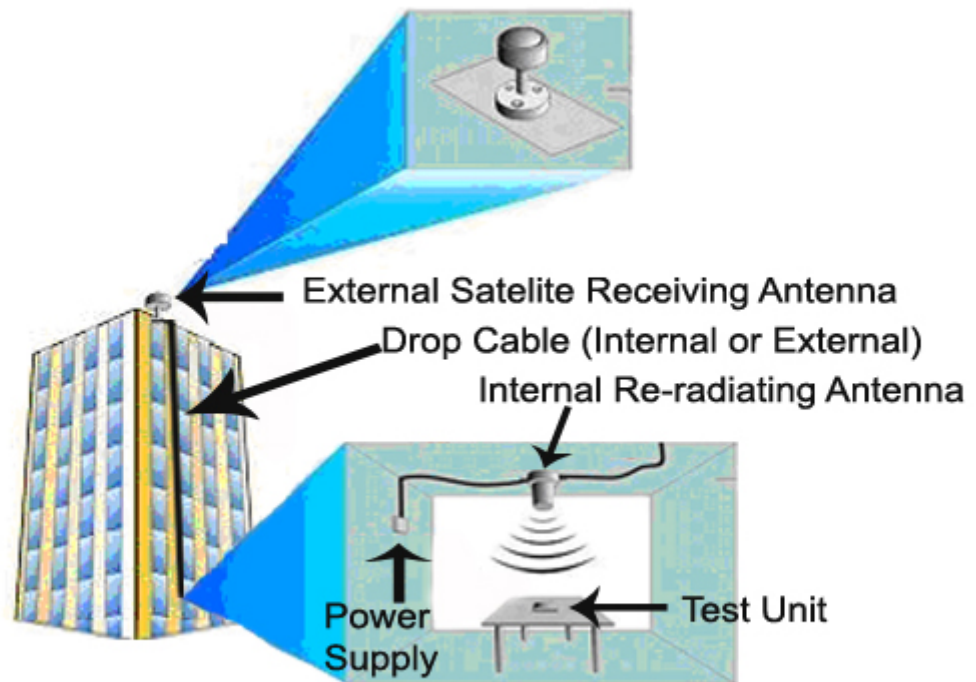 External Satelite Receiving Antenna
Drop Cable (Internal or External)
Internal Re-radiating Antenna
Power
Supply
Test Unit